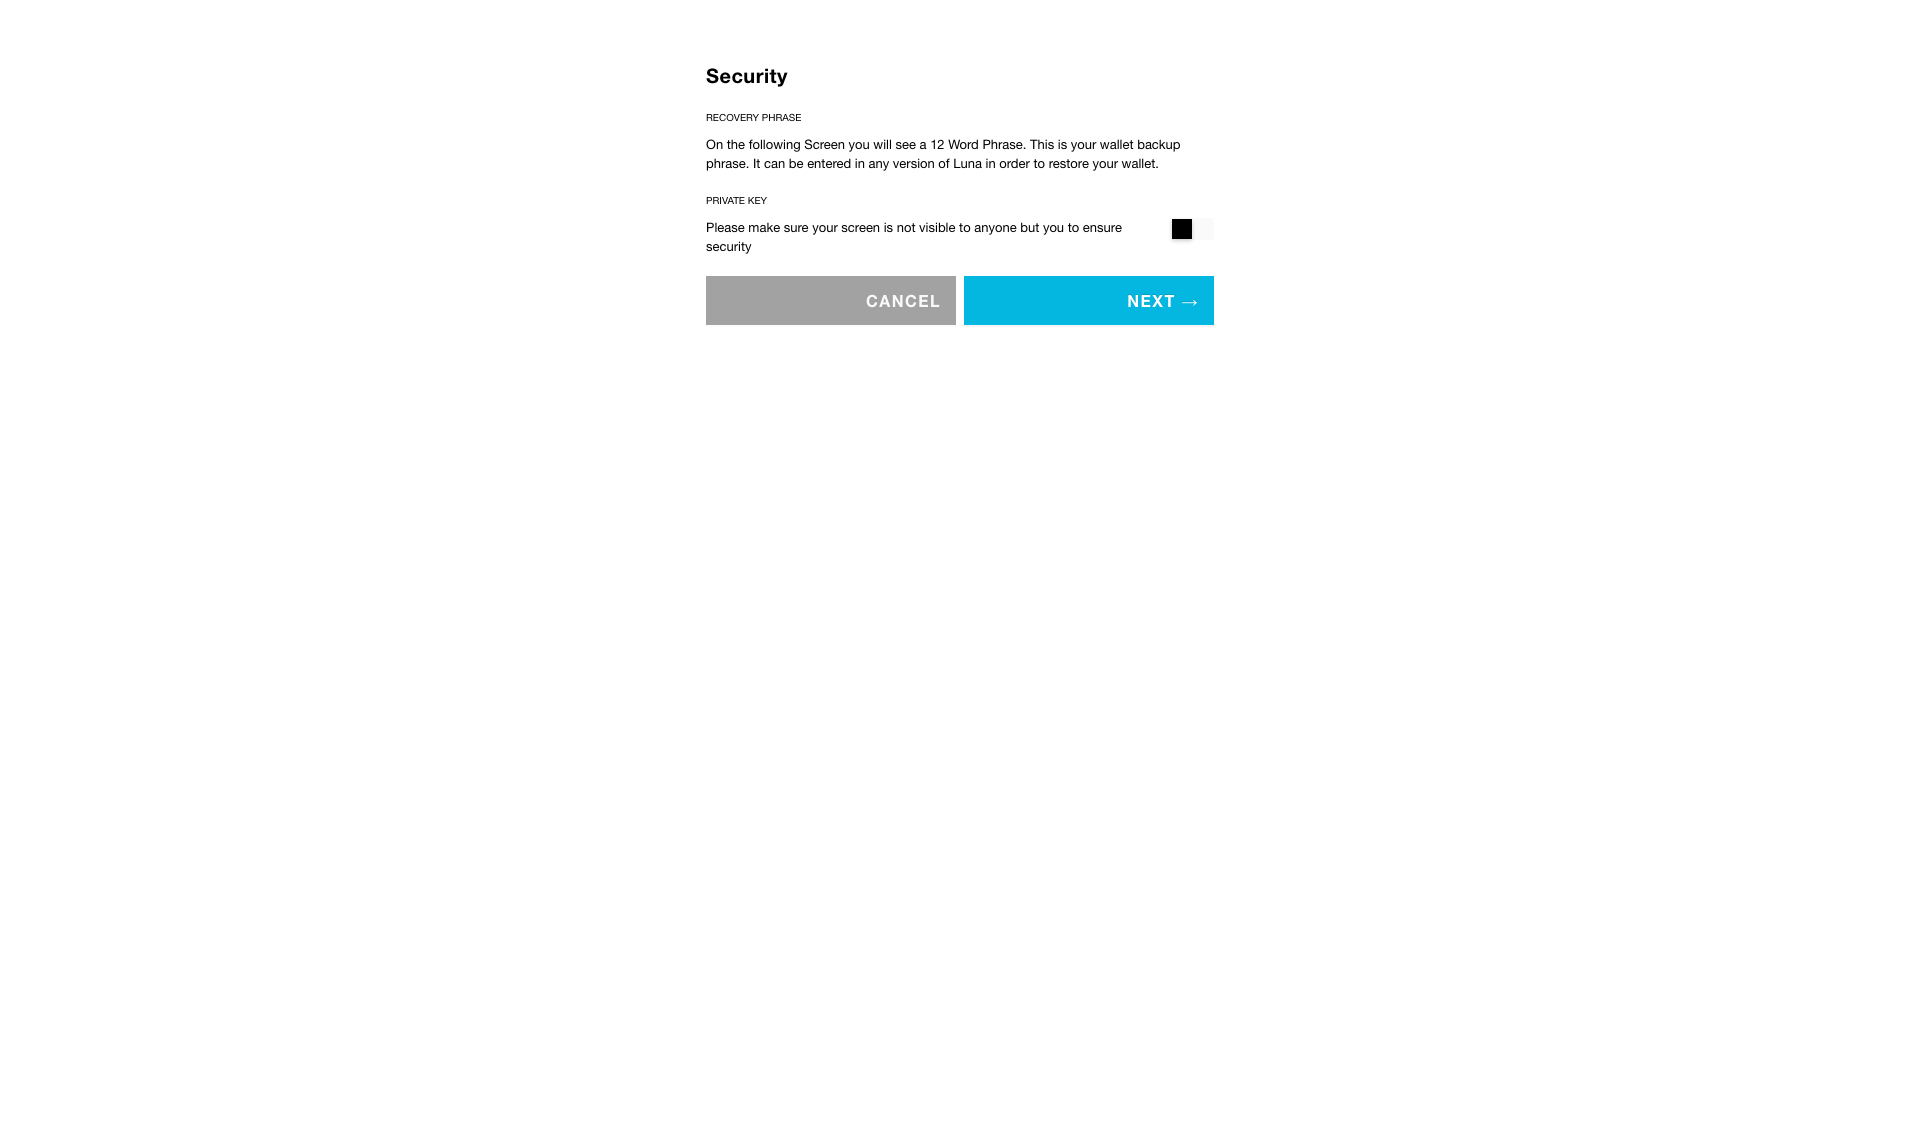 Security
RECOVERY PHRASE
On the following Screen you will see a 12 Word Phrase. This is your wallet backup
phrase. It can be entered in any version of Luna in order to restore your wallet.
PRIVATE KEY
Please make sure your screen is not visible to anyone but you to ensure
security
CANCEL
NEXT →